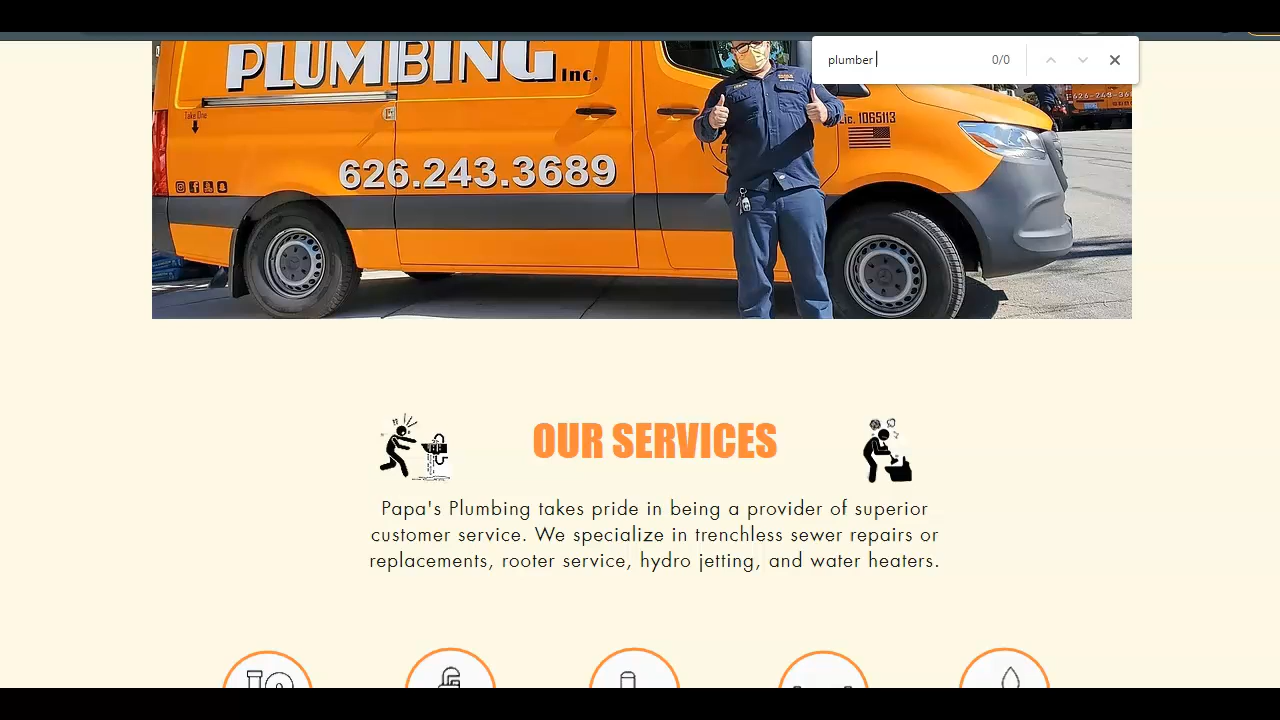 PLUMBING Inc.
plumber
0/0
Take One
626.243.3689
Lic. 1065113
OUR SERVICES
Papa's Plumbing takes pride in being a provider of superior
customer service. We specialize in trenchless sewer repairs or
replacements, rooter service, hydro jetting, and water heaters.